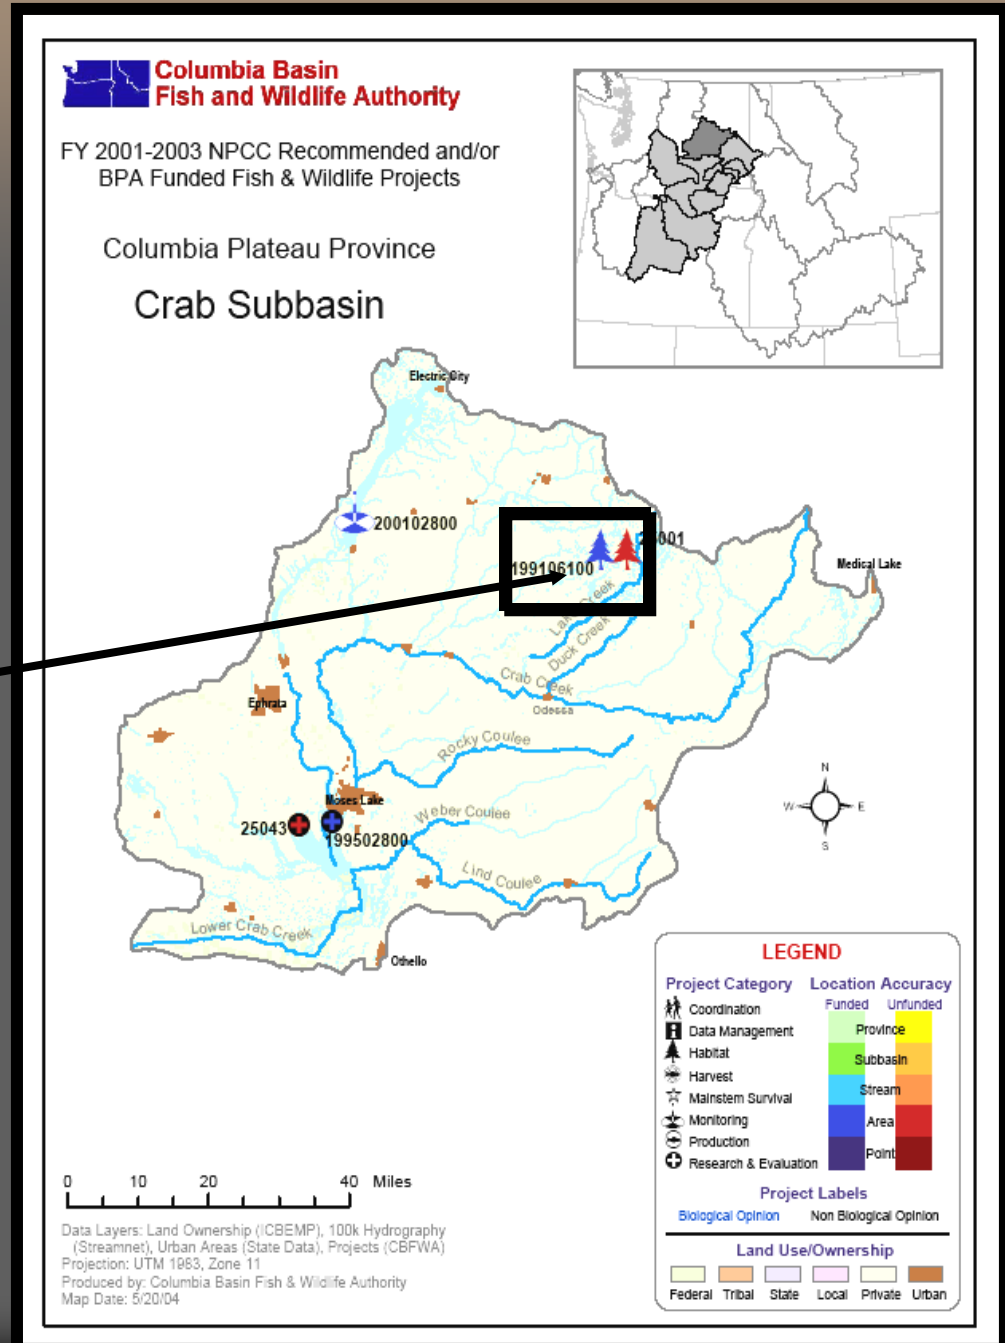 Columbia Basin
Fish and Wildlife Authority
FY 2001-2003 NPCC Recommended and/or
BPA Funded Fish & Wildlife Projects
Columbia Plateau Province
Crab Subbasin
Electric City
200102800
25001
199106100
Medical Lake
Lake Creek
Duck Creek
Crab Creek
Odessa
Ephrata
Rocky Coulee
Moses Lake
Weber Coulee
25043
199502800
Lind Coulee
Lower Crab Creek
Othello
N
W
E
S
LEGEND
Project Category
Location Accuracy
Funded Unfunded
Coordination
Data Management
Habitat
Harvest
Mainstem Survival
Monitoring
Production
Research & Evaluation
Province
Subbasin
Stream
Area
Point
Project Labels
Biological Opinion Non Biological Opinion
Land Use/Ownership
Federal Tribal State Local Private Urban
0 10 20 40 Miles
Data Layers: Land Ownership (ICBEMP), 100k Hydrography
(Streamnet), Urban Areas (State Data), Projects (CBFWA)
Projection: UTM 1983, Zone 11
Produced by: Columbia Basin Fish & Wildlife Authority
Map Date: 5/20/04